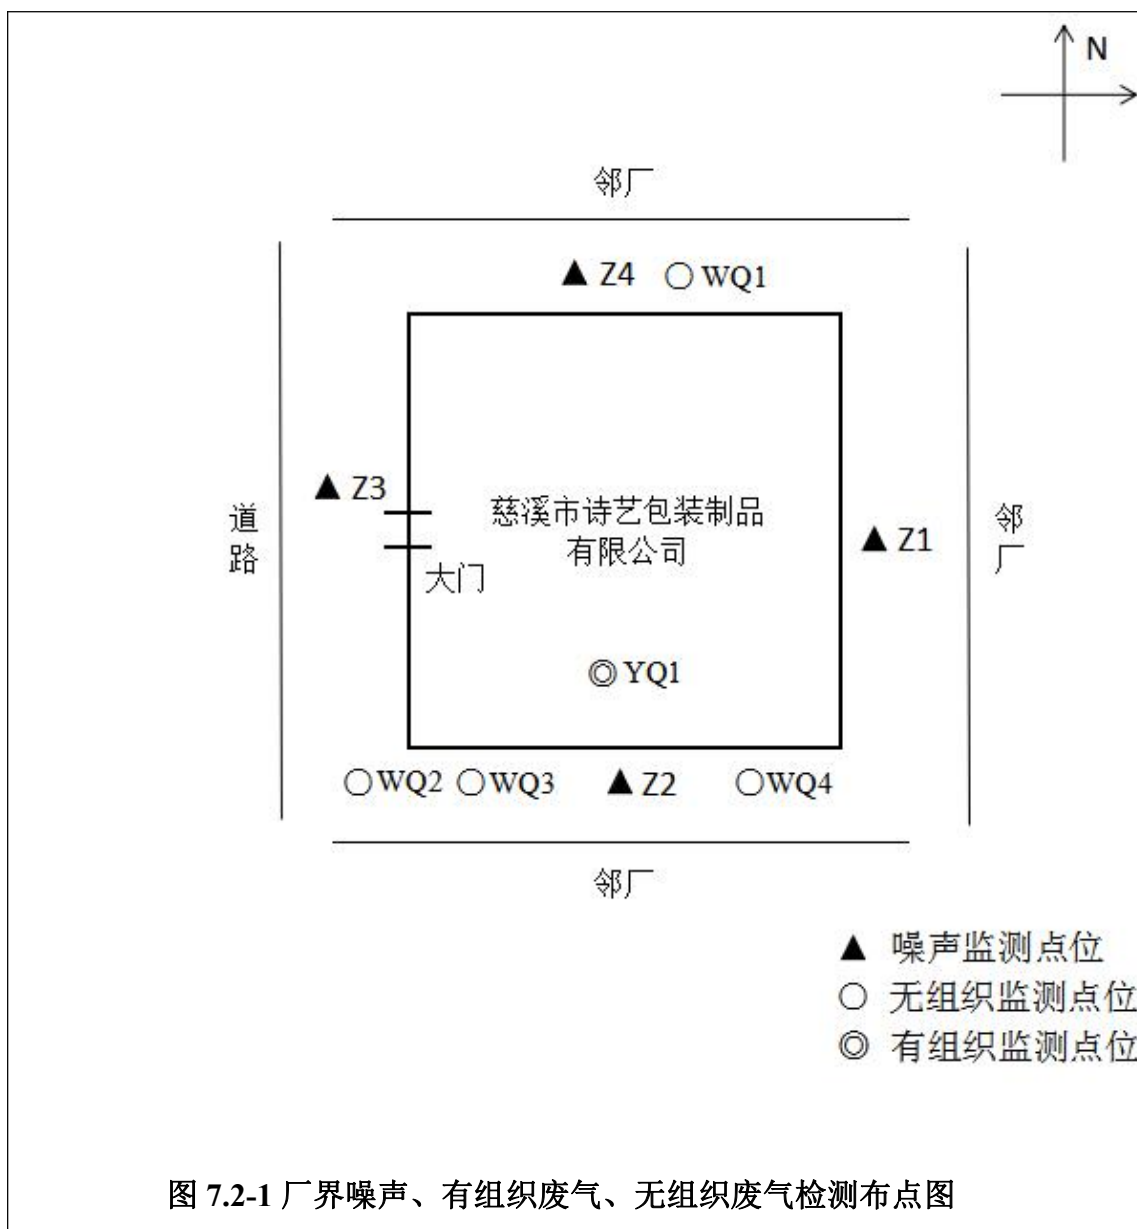 N
邻厂
▲ Z4 ○ WQ1
▲ Z3
道路
慈溪市诗艺包装制品
有限公司
▲ Z1
邻厂
大门
◎ YQ1
○WQ2 ○WQ3 ▲ Z2 ○WQ4
邻厂
▲ 噪声监测点位
○ 无组织监测点位
◎ 有组织监测点位
图 7.2-1 厂界噪声、有组织废气、无组织废气检测布点图